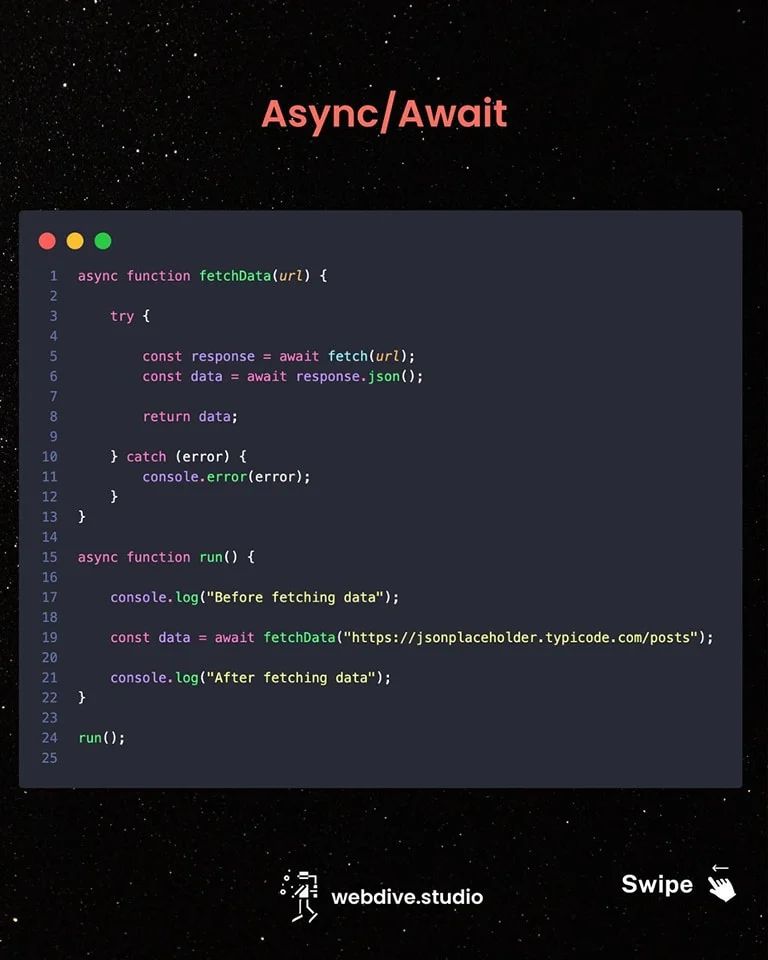 Async/Await
1 async function fetchData(url) {
2
3     try {
4
5         const response = await fetch(url);
6         const data = await response.json();
7
8         return data;
9
10     } catch (error) {
11         console.error(error);
12     }
13 }
14
15 async function run() {
16
17     console.log("Before fetching data");
18
19     const data = await fetchData("https://jsonplaceholder.typicode.com/posts");
20
21     console.log("After fetching data");
22 }
23
24 run();
25
Swipe
webdive.studio